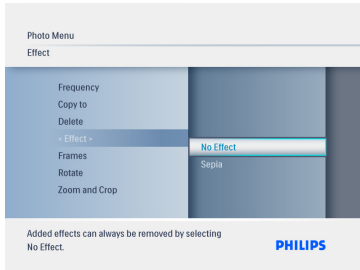 Photo Menu
Effect
Frequency
Copy to
Delete
< Effect >
Frames
Rotate
Zoom and Crop
No Effect
Sepia
Added effects can always be removed by selecting
No Effect.
PHILIPS